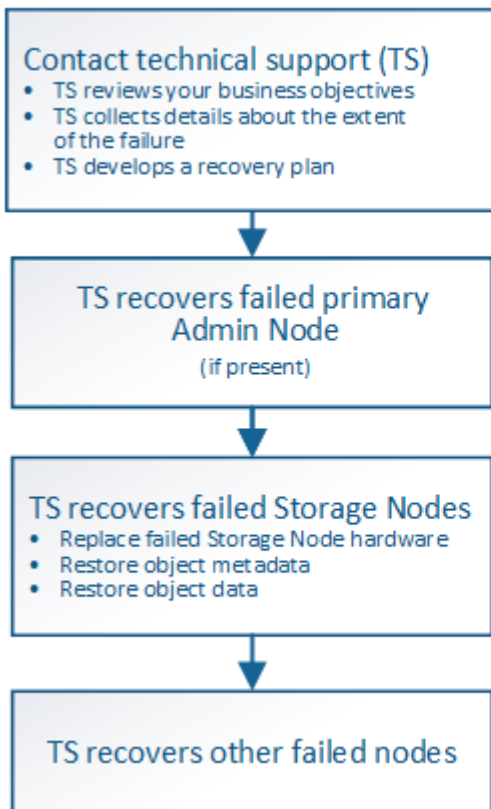 Contact technical support (TS)
• TS reviews your business objectives
• TS collects details about the extent
of the failure
• TS develops a recovery plan
TS recovers failed primary
Admin Node
(if present)
TS recovers failed Storage Nodes
• Replace failed Storage Node hardware
• Restore object metadata
• Restore object data
TS recovers other failed nodes